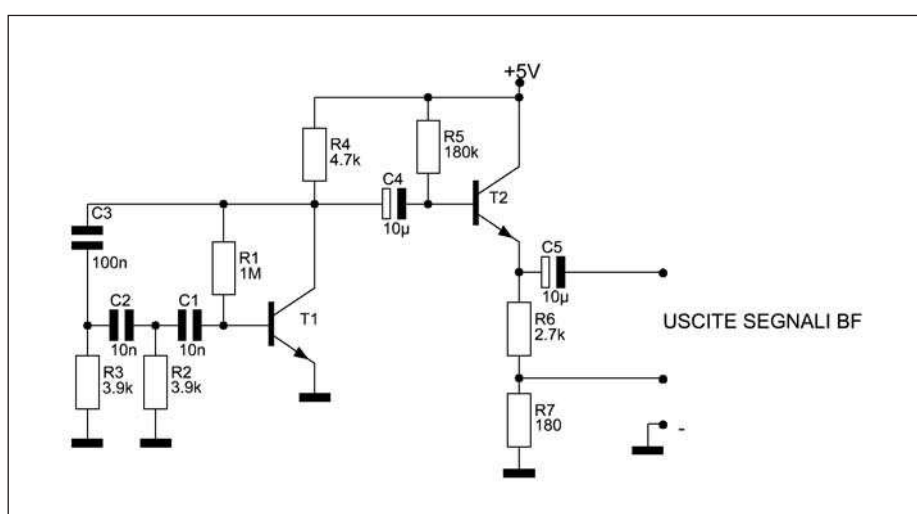 +5V
R4
4.7k
R5
180k
C4
10µ
T2
C3
100n
R1
1M
C5
10µ
C2
10n
C1
10n
T1
R6
2.7k
USCITE SEGNALI BF
R3
3.9k
R2
3.9k
R7
180
-